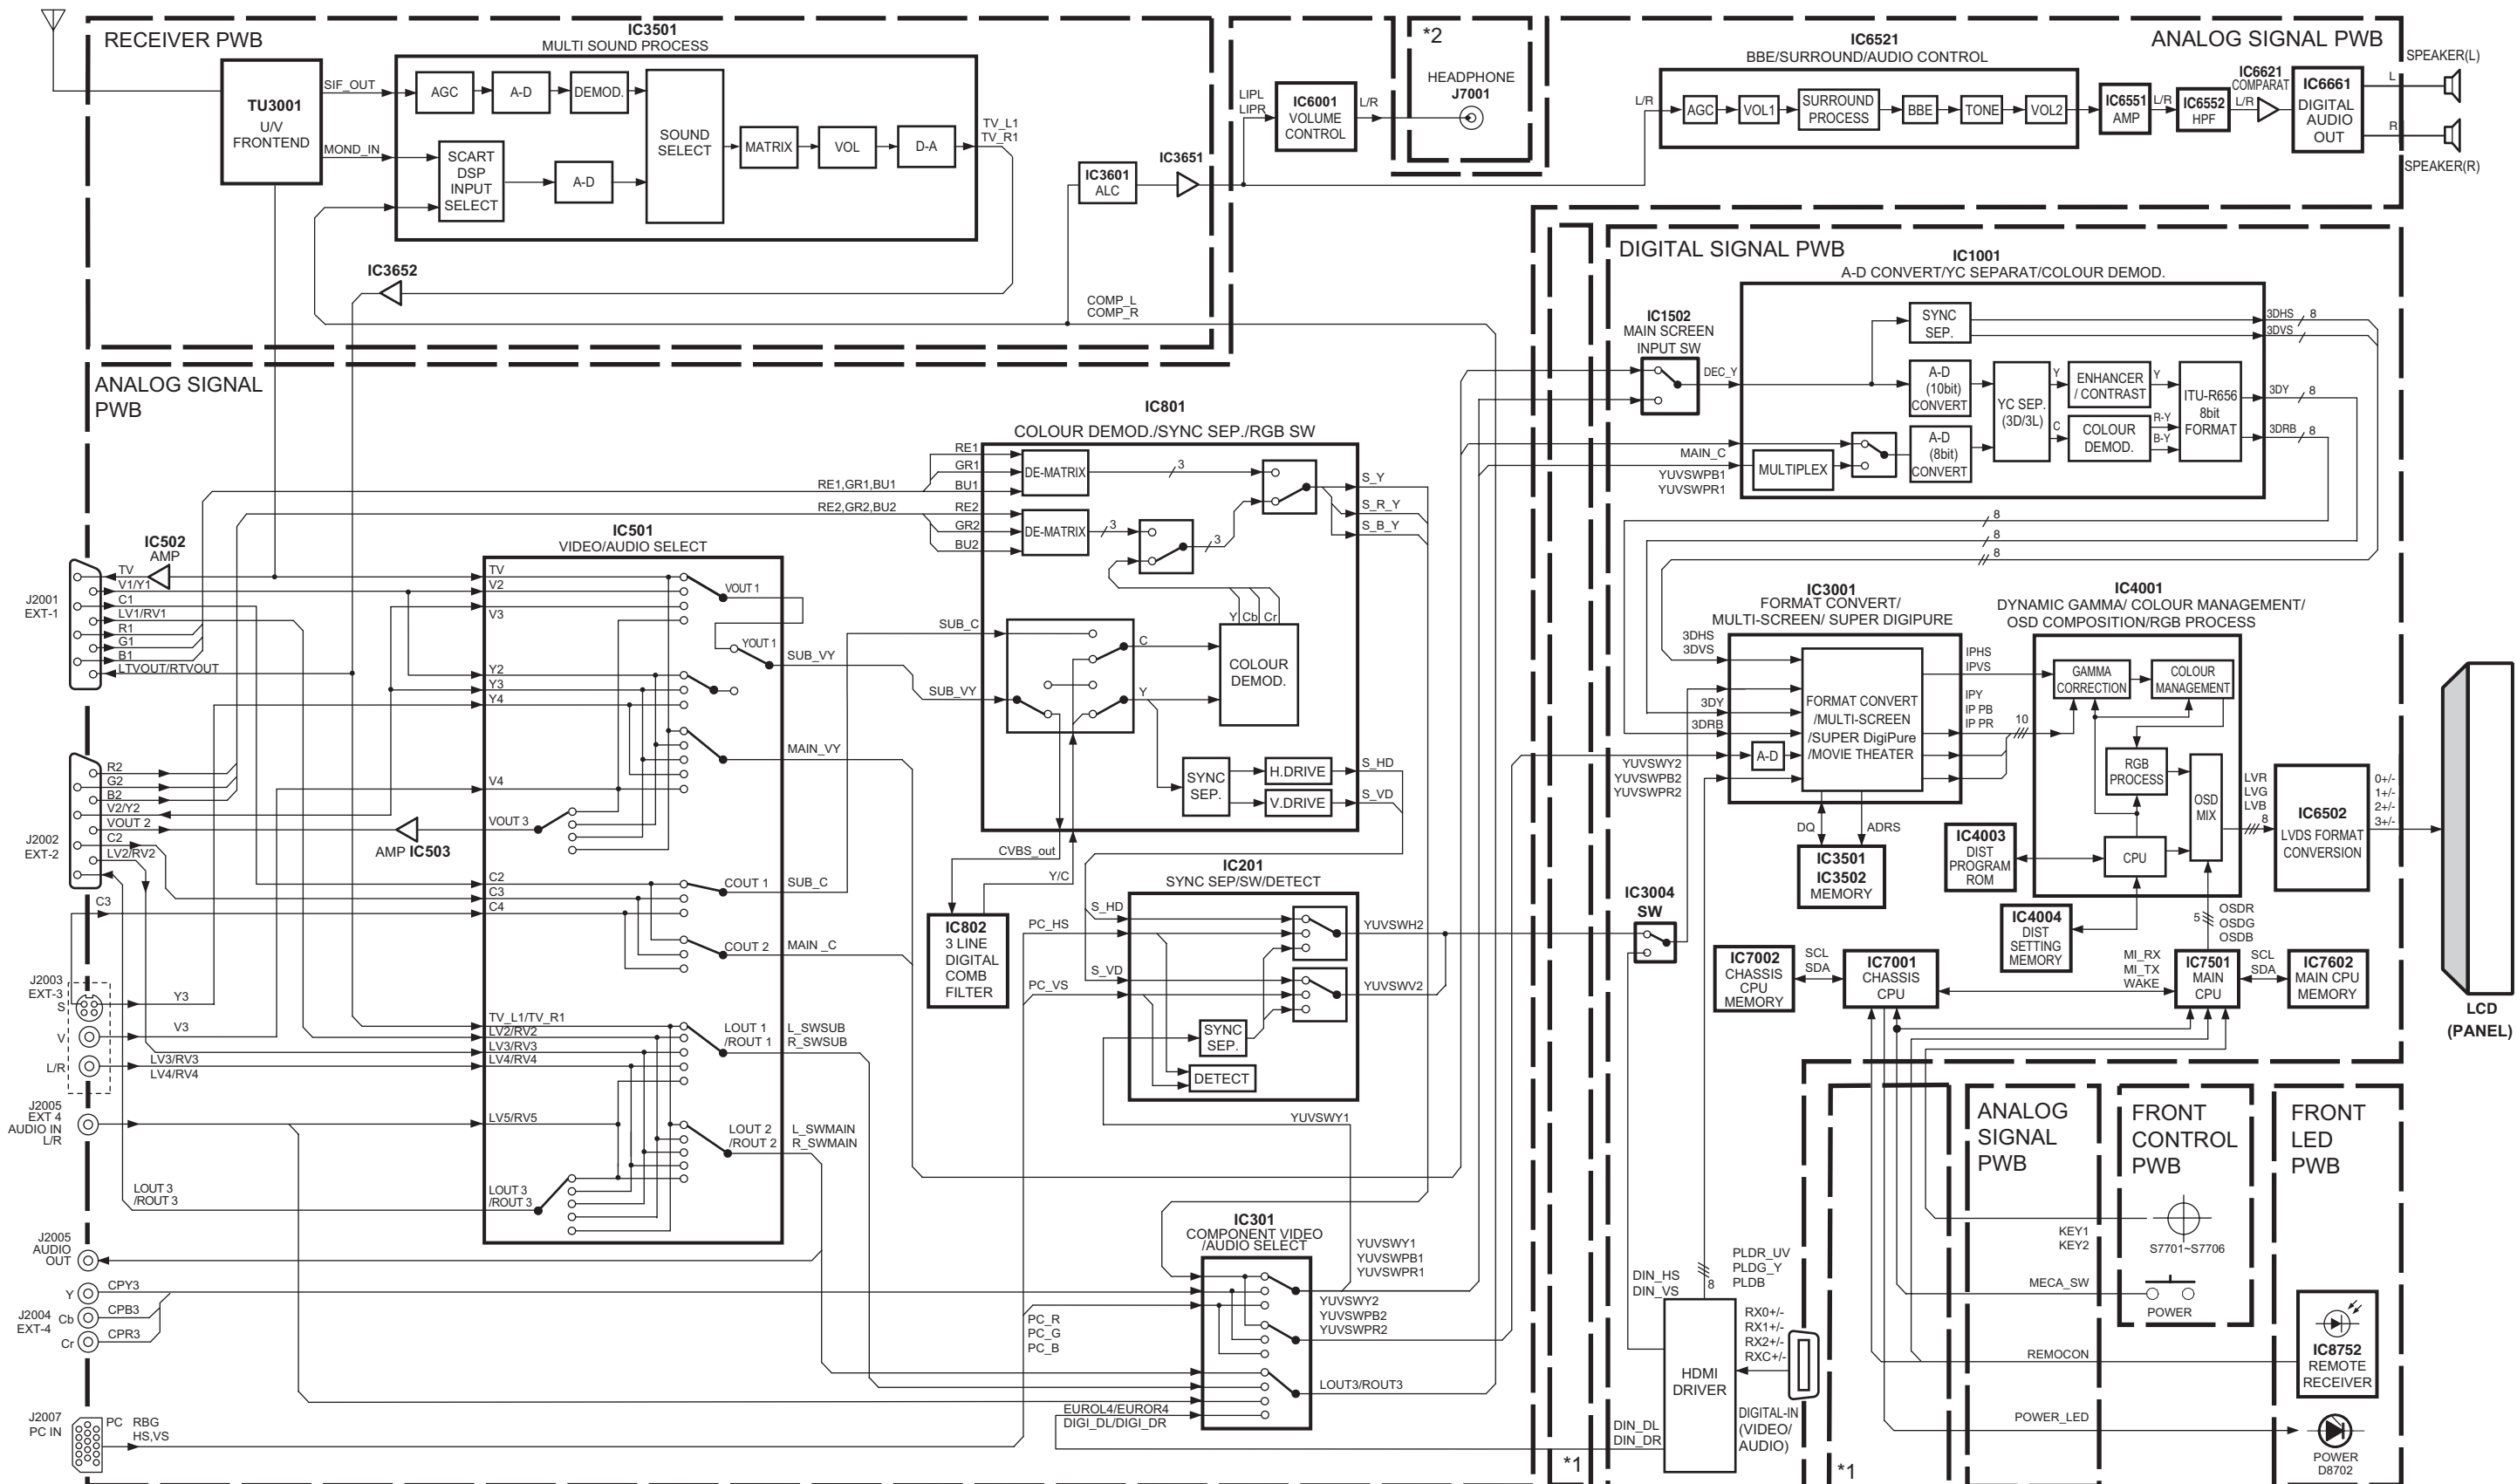 RECEIVER PWB
IC3501
MULTI SOUND PROCESS
TU3001
U/V
FRONTEND
SIF_OUT
MOND_IN
AGC
A-D
DEMOD.
SCART
DSP
INPUT
SELECT
A-D
SOUND
SELECT
MATRIX
VOL
D-A
TV_L1
TV_R1
IC3652
IC3601
ALC
IC3651
COMP_L
COMP_R
LIPL
LIPR
IC6001
VOLUME
CONTROL
L/R
*2
HEADPHONE
J7001
IC6521
BBE/SURROUND/AUDIO CONTROL
ANALOG SIGNAL PWB
L/R
AGC
VOL1
SURROUND
PROCESS
BBE
TONE
VOL2
IC6551
AMP
L/R
IC6552
HPF
IC6621
COMPARAT
L/R
IC6661
DIGITAL
AUDIO
OUT
SPEAKER(L)
L
R
SPEAKER(R)
ANALOG SIGNAL
PWB
J2001
EXT-1
IC502
AMP
TV
V1/Y1
C1
LV1/RV1
R1
G1
B1
LTVOUT/RTVOUT
J2002
EXT-2
R2
G2
B2
V2/Y2
VOUT 2
C2
LV2/RV2
AMP IC503
C3
J2003
EXT-3
S
V
L/R
Y3
V3
LV3/RV3
LV4/RV4
J2005
EXT 4
AUDIO IN
L/R
LOUT 3
/ROUT 3
J2005
AUDIO
OUT
J2004
EXT-4
Y
Cb
Cr
CPY3
CPB3
CPR3
J2007
PC IN
PC
RBG
HS,VS
IC501
VIDEO/AUDIO SELECT
TV
V2
V3
Y2
Y3
Y4
V4
VOUT 3
C2
C3
C4
TV_L1/TV_R1
LV2/RV2
LV3/RV3
LV4/RV4
LV5/RV5
LOUT 3
/ROUT 3
VOUT 1
YOUT 1
SUB_VY
MAIN_VY
COUT 1
SUB_C
COUT 2
MAIN _C
LOUT 1
/ROUT 1
L_SWSUB
R_SWSUB
LOUT 2
/ROUT 2
L_SWMAIN
R_SWMAIN
RE1,GR1,BU1
RE2,GR2,BU2
IC801
COLOUR DEMOD./SYNC SEP./RGB SW
RE1
GR1
BU1
RE2
GR2
BU2
DE-MATRIX
3
DE-MATRIX
3
3
S_Y
S_R_Y
S_B_Y
Y
Cb
Cr
SUB_C
SUB_VY
C
Y
COLOUR
DEMOD.
SYNC
SEP.
H.DRIVE
V.DRIVE
S_HD
S_VD
CVBS_out
Y/C
IC802
3 LINE
DIGITAL
COMB
FILTER
IC201
SYNC SEP/SW/DETECT
S_HD
PC_HS
S_VD
PC_VS
SYNC
SEP.
DETECT
YUVSWH2
YUVSWV2
YUVSWY1
IC301
COMPONENT VIDEO
/AUDIO SELECT
YUVSWY1
YUVSWPB1
YUVSWPR1
YUVSWY2
YUVSWPB2
YUVSWPR2
PC_R
PC_G
PC_B
LOUT3/ROUT3
EUROL4/EUROR4
DIGI_DL/DIGI_DR
DIGITAL SIGNAL PWB
IC1001
A-D CONVERT/YC SEPARAT/COLOUR DEMOD.
IC1502
MAIN SCREEN
INPUT SW
DEC_Y
MAIN_C
YUVSWPB1
YUVSWPR1
SYNC
SEP.
A-D
(10bit)
CONVERT
MULTIPLEX
A-D
(8bit)
CONVERT
YC SEP.
(3D/3L)
Y
C
ENHANCER
/ CONTRAST
COLOUR
DEMOD.
Y
R-Y
B-Y
ITU-R656
8bit
FORMAT
3DHS
8
3DVS
3DY
8
3DRB
8
8
8
8
IC3001
FORMAT CONVERT/
MULTI-SCREEN/ SUPER DIGIPURE
3DHS
3DVS
3DY
3DRB
YUVSWY2
YUVSWPB2
YUVSWPR2
A-D
FORMAT CONVERT
/MULTI-SCREEN
/SUPER DigiPure
/MOVIE THEATER
IPHS
IPVS
IPY
IP PB
IP PR
10
DQ
ADRS
IC3501
IC3502
MEMORY
IC4001
DYNAMIC GAMMA/ COLOUR MANAGEMENT/
OSD COMPOSITION/RGB PROCESS
GAMMA
CORRECTION
COLOUR
MANAGEMENT
RGB
PROCESS
OSD
MIX
CPU
IC4003
DIST
PROGRAM
ROM
IC4004
DIST
SETTING
MEMORY
LVR
LVG
LVB
8
IC6502
LVDS FORMAT
CONVERSION
0+/-
1+/-
2+/-
3+/-
LCD
(PANEL)
5
OSDR
OSDG
OSDB
IC3004
SW
IC7002
CHASSIS
CPU
MEMORY
SCL
SDA
IC7001
CHASSIS
CPU
MI_RX
MI_TX
WAKE
IC7501
MAIN
CPU
SCL
SDA
IC7602
MAIN CPU
MEMORY
DIN_HS
DIN_VS
8
PLDR_UV
PLDG_Y
PLDB
RX0+/-
RX1+/-
RX2+/-
RXC+/-
HDMI
DRIVER
DIGITAL-IN
(VIDEO/
AUDIO)
DIN_DL
DIN_DR
*1
*1
ANALOG
SIGNAL
PWB
FRONT
CONTROL
PWB
FRONT
LED
PWB
KEY1
KEY2
S7701~S7706
MECA_SW
POWER
REMOCON
IC8752
REMOTE
RECEIVER
POWER_LED
POWER
D8702